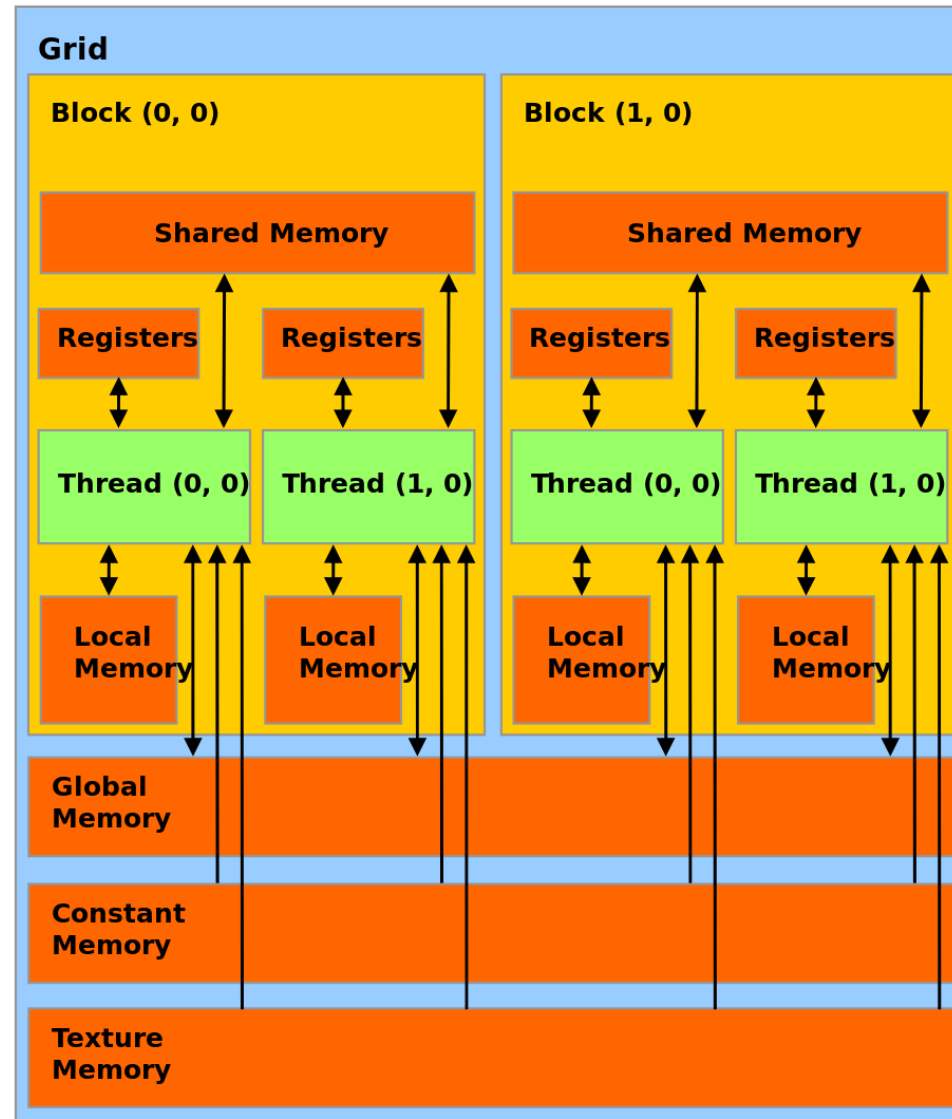 Grid
Block (0, 0)
Block (1, 0)
Shared Memory
Shared Memory
Registers
Registers
Registers
Registers
Thread (0, 0)
Thread (1, 0)
Thread (0, 0)
Thread (1, 0)
Local
Memory
Local
Memory
Local
Memory
Local
Memory
Global
Memory
Constant
Memory
Texture
Memory